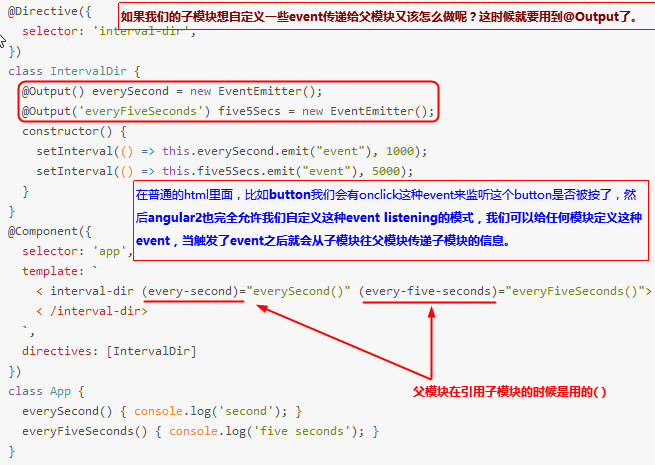 @Directive({
如果我们的子模块想自定义一些event传递给父模块又该怎么做呢？这时候就要用到@Output了。
selector: 'interval-dir',
})
class IntervalDir {
@Output() everySecond = new EventEmitter();
@Output('everyFiveSeconds') five5Secs = new EventEmitter();
constructor() {
setInterval(() => this.everySecond.emit("event"), 1000);
setInterval(() => this.five5Secs.emit("event"), 5000);
}
}
在普通的html里面，比如button我们会有onclick这种event来监听这个button是否被按了，然
后angular2也完全允许我们自定义这种event listening的模式，我们可以给任何模块定义这种
event，当触发了event之后就会从子模块往父模块传递子模块的信息。
@Component({
selector: 'app',
template: `
< interval-dir (every-second)="everySecond()" (every-five-seconds)="everyFiveSeconds()">
< /interval-dir>
`,
directives: [IntervalDir]
})
父模块在引用子模块的时候是用的( )
class App {
everySecond() { console.log('second'); }
everyFiveSeconds() { console.log('five seconds'); }
}